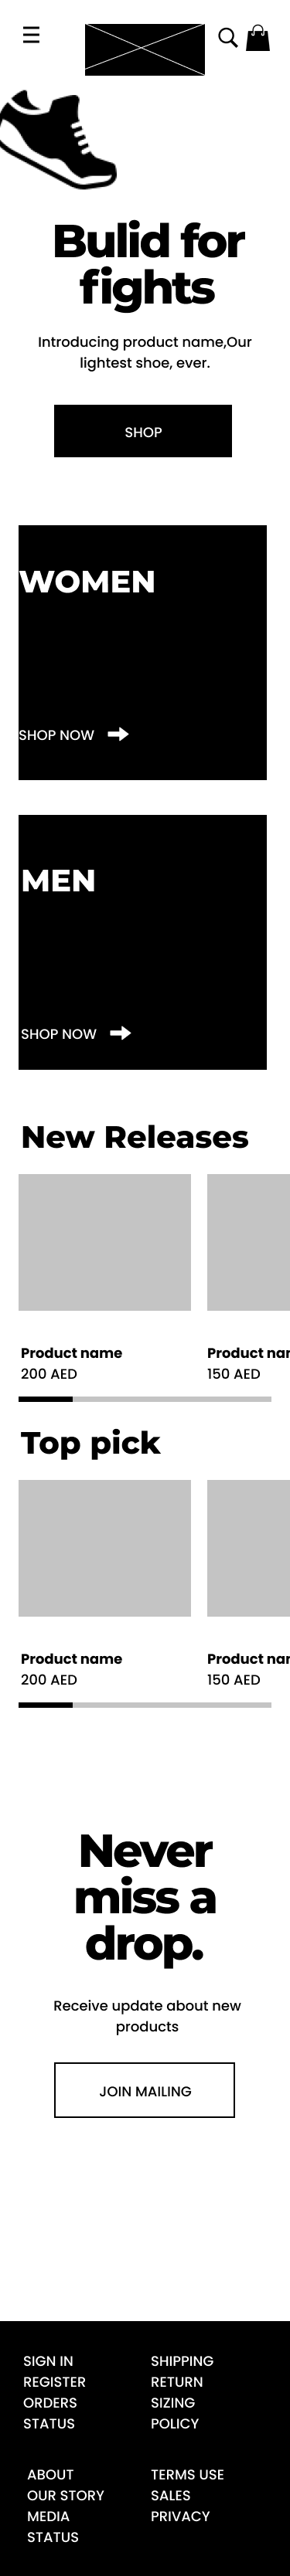 Bulid for
fights
Introducing product name,Our
lightest shoe, ever.
SHOP
WOMEN
SHOP NOW
MEN
SHOP NOW
New Releases
Product name
Product nar
200 AED
150 AED
Top pick
Product name
Product nar
200 AED
150 AED
Never
miss a
drop.
Receive update about new
products
JOIN MAILING
SIGN IN
REGISTER
ORDERS
STATUS
SHIPPING
RETURN
SIZING
POLICY
ABOUT
OUR STORY
MEDIA
STATUS
TERMS USE
SALES
PRIVACY